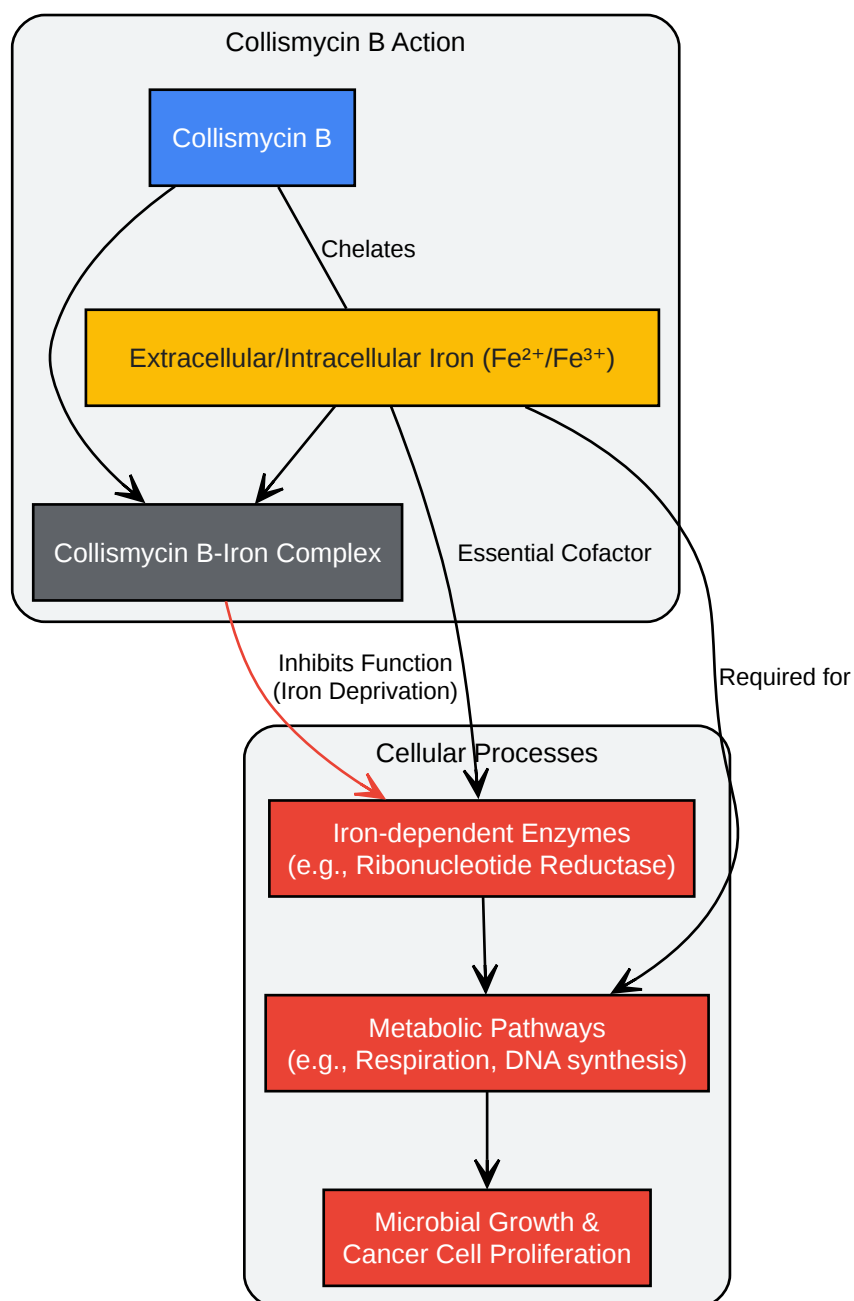 Collismycin B Action
Collismycin B
Chelates
Extracellular/Intracellular Iron (Fe²⁺/Fe³⁺)
Collismycin B-Iron Complex
Essential Cofactor
Inhibits Function
(Iron Deprivation)
Required for
Cellular Processes
Iron-dependent Enzymes
(e.g., Ribonucleotide Reductase)
Metabolic Pathways
(e.g., Respiration, DNA synthesis)
Microbial Growth &
Cancer Cell Proliferation